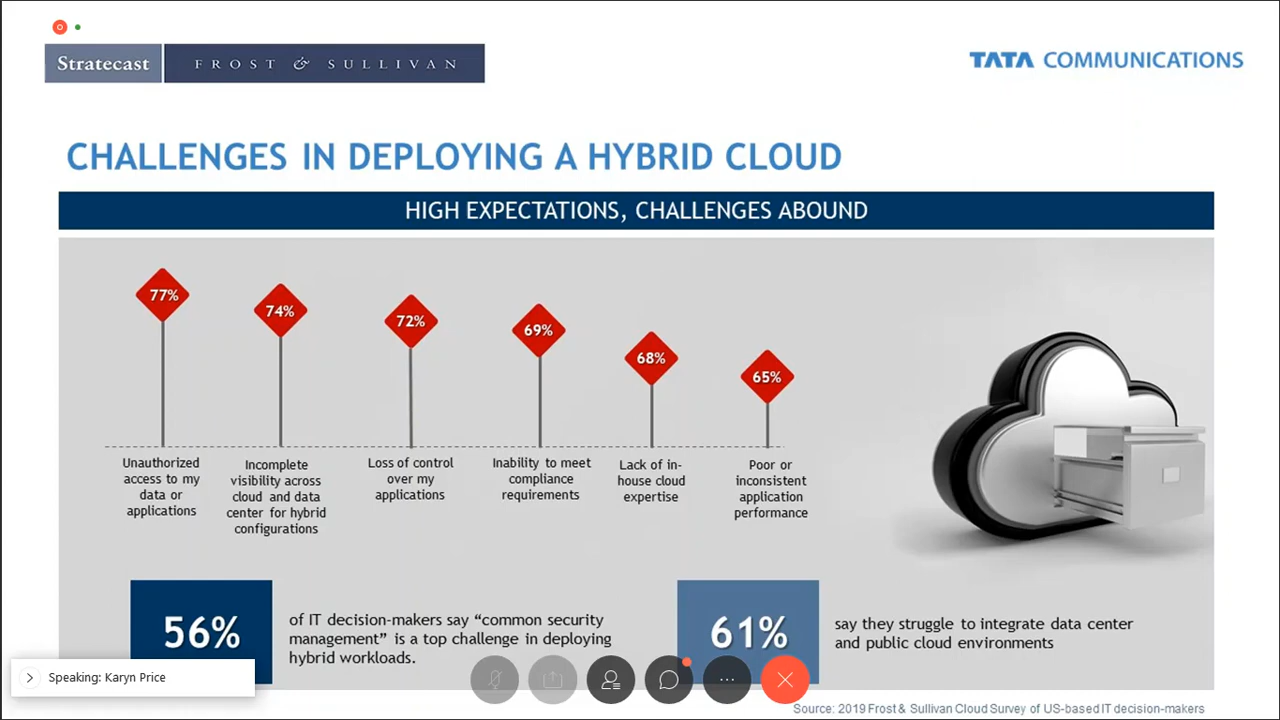 Stratecast
FROST & SULLIVAN
TATA COMMUNICATIONS
CHALLENGES IN DEPLOYING A HYBRID CLOUD
HIGH EXPECTATIONS, CHALLENGES ABOUND
77%
74%
72%
69%
68%
65%
Unauthorized
access to my
data or
applications
Incomplete
visibility across
cloud and data
center for hybrid
configurations
Loss of control
over my
applications
Inability to meet
compliance
requirements
Lack of in-
house cloud
expertise
Poor or
inconsistent
application
performance
56%
of IT decision-makers say “common security
management” is a top challenge in deploying
hybrid workloads.
61%
say they struggle to integrate data center
and public cloud environments
Speaking: Karyn Price
Source: 2019 Frost & Sullivan Cloud Survey of US-based IT decision-makers